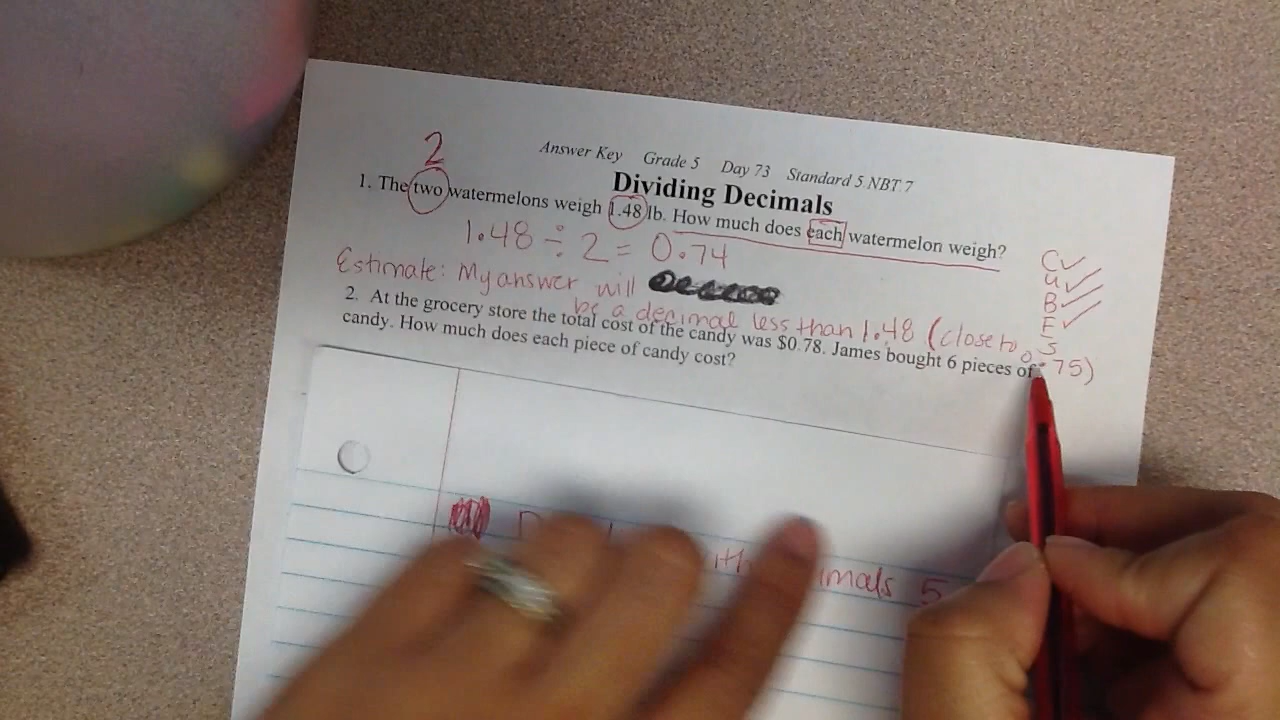 2
Answer Key Grade 5 Day 73 Standard 5 NBT 7
Dividing Decimals
1. The two watermelons weigh 1.48 lb. How much does each watermelon weigh?
1.48 ÷ 2 = 0.74
Estimate: My answer will
be a decimal less than 1.48 (close to 0.75)
C✓
U✓
B✓
E✓
S
2. At the grocery store the total cost of the candy was $0.78. James bought 6 pieces of
candy. How much does each piece of candy cost?
5